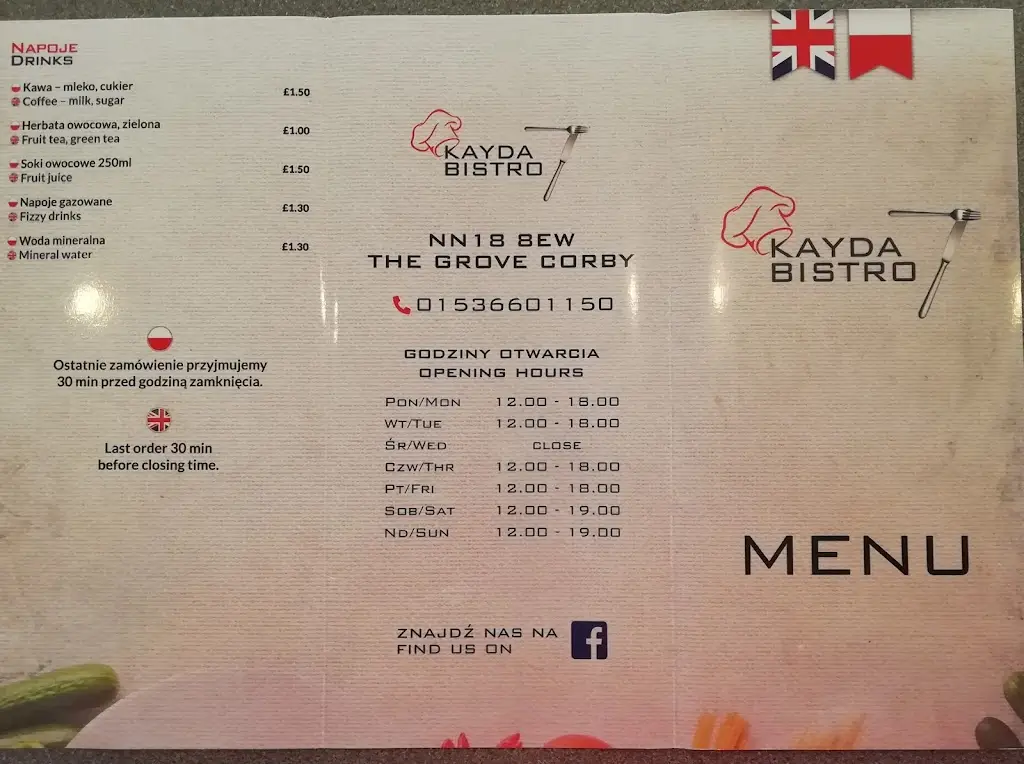 Napoje
Drinks
Kawa – mleko, cukier
Coffee – milk, sugar
£1.50
Herbata owocowa, zielona
Fruit tea, green tea
£1.00
Soki owocowe 250ml
Fruit juice
£1.50
Napoje gazowane
Fizzy drinks
£1.30
Woda mineralna
Mineral water
£1.30
Ostatnie zamówienie przyjmujemy
30 min przed godziną zamknięcia.
Last order 30 min
before closing time.
KAYDA
BISTRO
NN18 8EW
THE GROVE CORBY
01536601150
GODZINY OTWARCIA
OPENING HOURS
Pon/Mon 12.00 - 18.00
Wt/Tue 12.00 - 18.00
Śr/Wed CLOSE
Czw/Thr 12.00 - 18.00
Pt/Fri 12.00 - 18.00
Sob/Sat 12.00 - 19.00
Nd/Sun 12.00 - 19.00
ZNAJDŹ NAS NA
FIND US ON
f
KAYDA
BISTRO
MENU